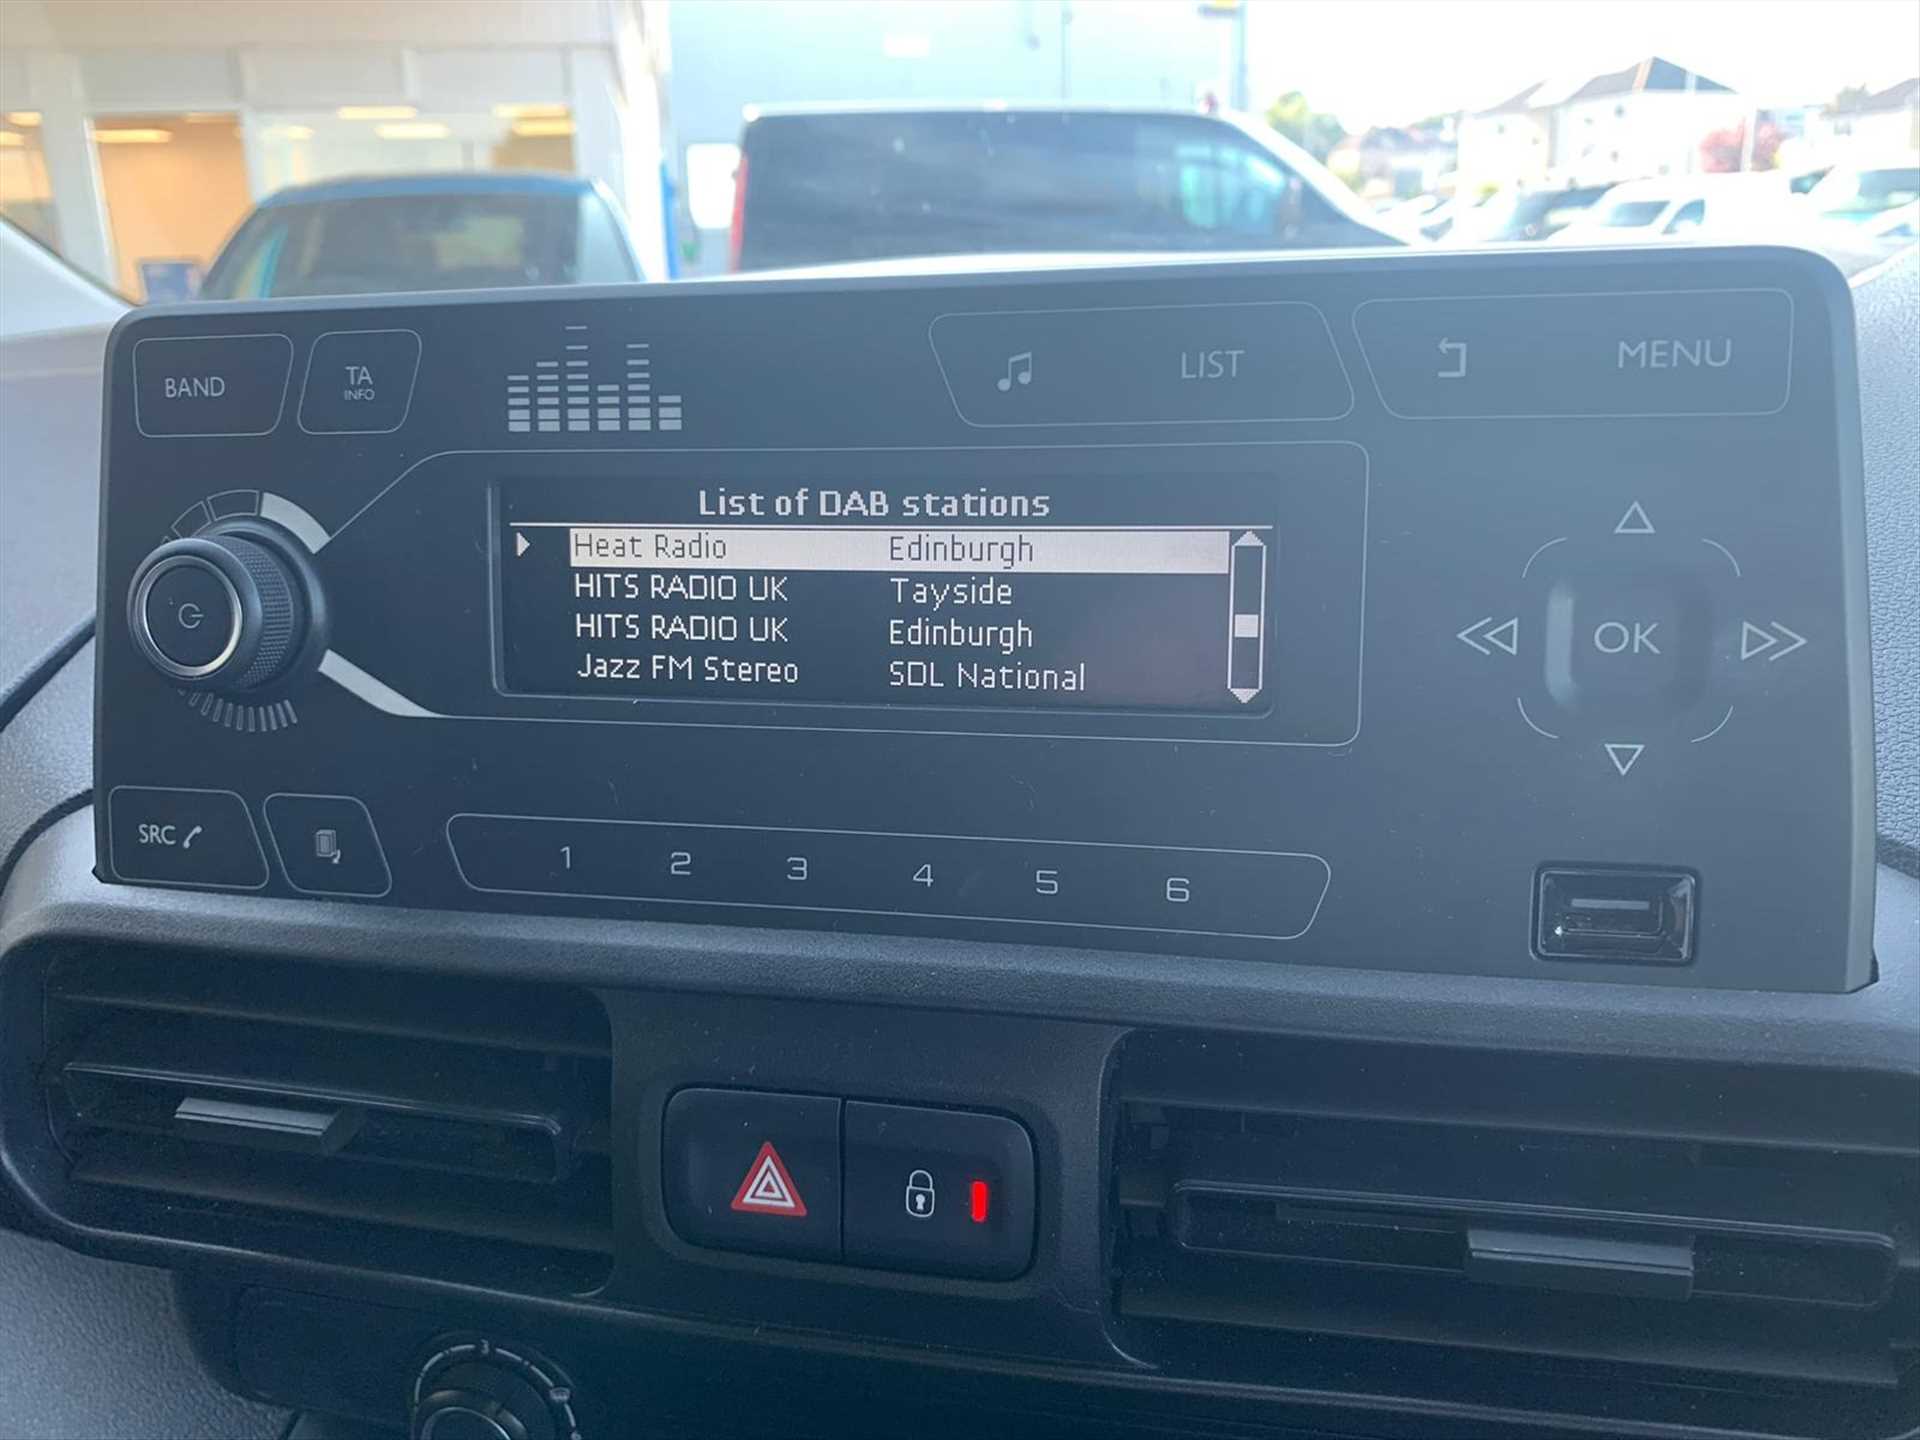 BAND
TA
INFO
LIST
MENU
List of DAB stations
Heat Radio Edinburgh
HITS RADIO UK Tayside
HITS RADIO UK Edinburgh
Jazz FM Stereo SDL National
OK
SRC
1 2 3 4 5 6
3